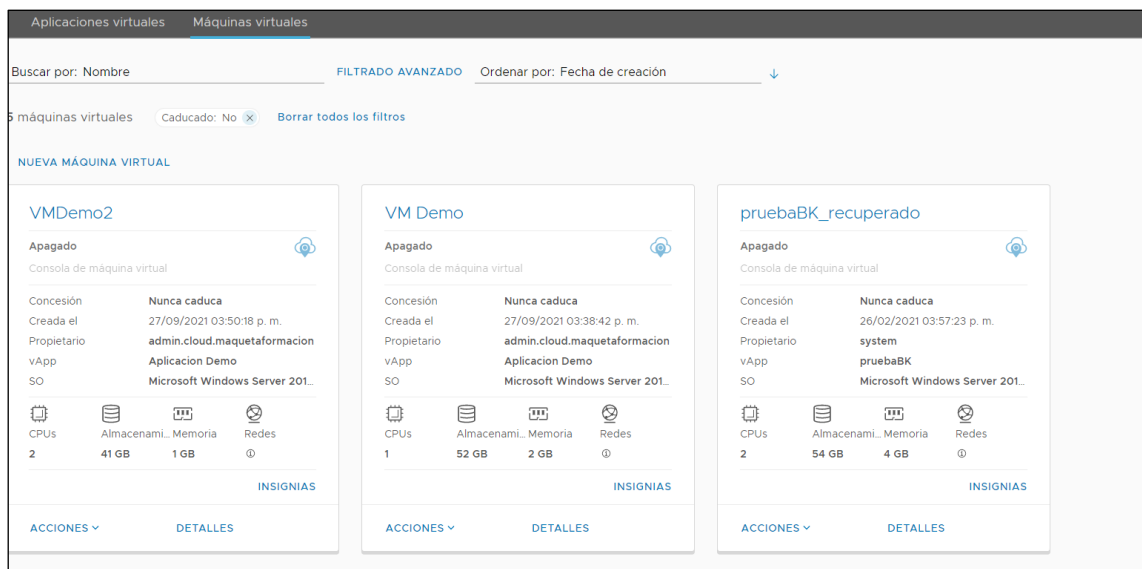 Aplicaciones virtuales Máquinas virtuales
Buscar por: Nombre FILTRADO AVANZADO Ordenar por: Fecha de creación
máquinas virtuales Caducado: No Borrar todos los filtros
NUEVA MÁQUINA VIRTUAL
VMDemo2
Apagado
Consola de máquina virtual
Concesión Nunca caduca
Creada el 27/09/2021 03:50:18 p. m.
Propietario admin.cloud.maquetaformacion
vApp Aplicacion Demo
SO Microsoft Windows Server 201...
CPUs Almacenami... Memoria Redes
2 41 GB 1 GB
INSIGNIAS
ACCIONES DETALLES
VM Demo
Apagado
Consola de máquina virtual
Concesión Nunca caduca
Creada el 27/09/2021 03:38:42 p. m.
Propietario admin.cloud.maquetaformacion
vApp Aplicacion Demo
SO Microsoft Windows Server 201...
CPUs Almacenami... Memoria Redes
1 52 GB 2 GB
INSIGNIAS
ACCIONES DETALLES
pruebaBK_recuperado
Apagado
Consola de máquina virtual
Concesión Nunca caduca
Creada el 26/02/2021 03:57:23 p. m.
Propietario system
vApp pruebaBK
SO Microsoft Windows Server 201...
CPUs Almacenami... Memoria Redes
2 54 GB 4 GB
INSIGNIAS
ACCIONES DETALLES